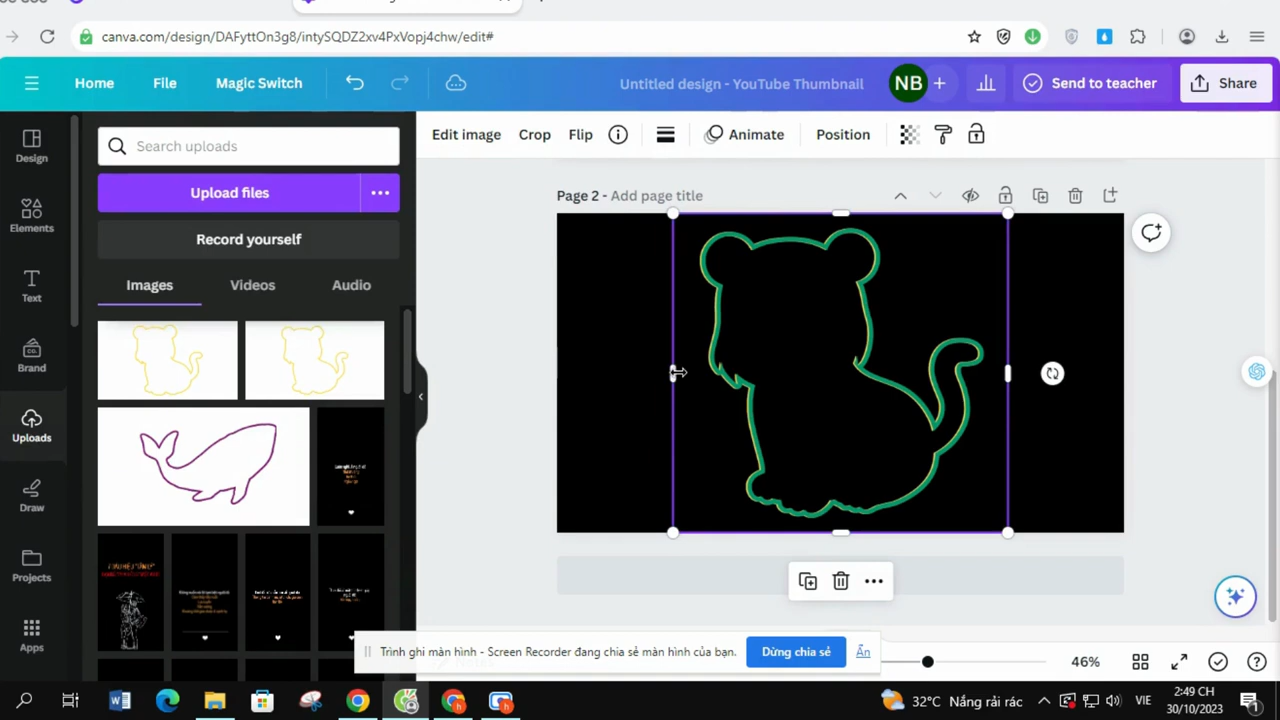 canva.com/design/DAFyttOn3g8/intySQDZ2xv4PxVopj4chw/edit#
Home File Magic Switch Untitled design - YouTube Thumbnail NB + Send to teacher Share
Edit image Crop Flip Animate Position
Design
Elements
Text
Brand
Uploads
Draw
Projects
Apps
Search uploads
Upload files
Record yourself
Images Videos Audio
Page 2 - Add page title
Trình ghi màn hình - Screen Recorder đang chia sẻ màn hình của bạn. Dừng chia sẻ Ẩn
46%
32°C Nắng rải rác VIE
2:49 CH
30/10/2023
1